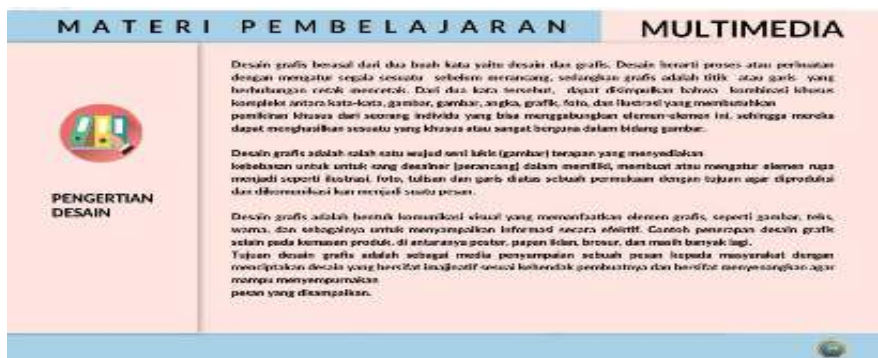 MATERI PEMBELAJARAN
MULTIMEDIA
PENGERTIAN
DESAIN
Desain grafis berasal dari dua buah kata yaitu desain dan grafis. Desain berarti proses atau perbuatan
dengan mengatur segala sesuatu sebelum merancang, sedangkan grafis adalah titik atau garis yang
berhubungan cetak mencetak. Dari dua kara tersebut, dapat disimpulkan bahwa kombinasi khusus
kompleks antara kata-kata, gambar, gambar, angka, grafik, foto, dan ilustrasi yang membutuhkan
pemikiran khusus dari seorang individu yang bisa menggabungkan elemen-elemen ini, sehingga mereka
dapat menghasilkan sesuatu yang khusus atau sangat berguna dalam bidang gambar.
Desain grafis adalah salah satu wujud seni lukis (gambar) terapan yang menyediakan
kebebasan untuk untuk sang desainer (perancang) dalam memiliki, membuat atau mengatur elemen rupa
menjadi seperti ilustrasi, foto, tulisan dan garis diatas sebuah permukaan dengan tujuan agar diproduksi
dan dikomunikasi kan menjadi suatu pesan.
Desain grafis adalah bentuk komunikasi visual yang memanfaatkan elemen grafis, seperti gambar, teks,
warna, dan sebagainya untuk menyampaikan informasi secara efektif. Contoh penerapan desain grafik
selain pada kemasan produk, di antaranya poster, papan iklan, brosur, dan masih banyak lagi.
Tujuan desain grafis adalah sebagai media penyampaian sebuah pesan kepada masyarakat dengan
menciptakan desain yang bersifat imajinatif sesuai kehendak pembuatnya dan bersifat menyenangkan agar
mampu menyempurnakan
pesan yang disampaikan.